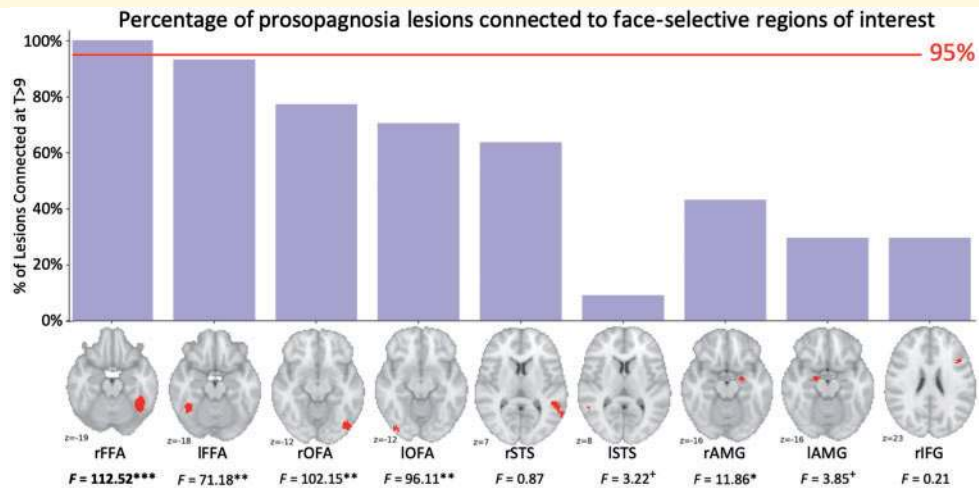 Percentage of prosopagnosia lesions connected to face-selective regions of interest
% of Lesions Connected at T>9
100%
95%
80%
60%
40%
20%
0%
z=-19 z=-18 z=-12 z=-12 z=7 z=8 z=-16 z=-16 z=23
rFFA lFFA rOFA lOFA rSTS lSTS rAMG lAMG rIFG
F = 112.52*** F = 71.18** F = 102.15** F = 96.11** F = 0.87 F = 3.22+ F = 11.86* F = 3.85+ F = 0.21